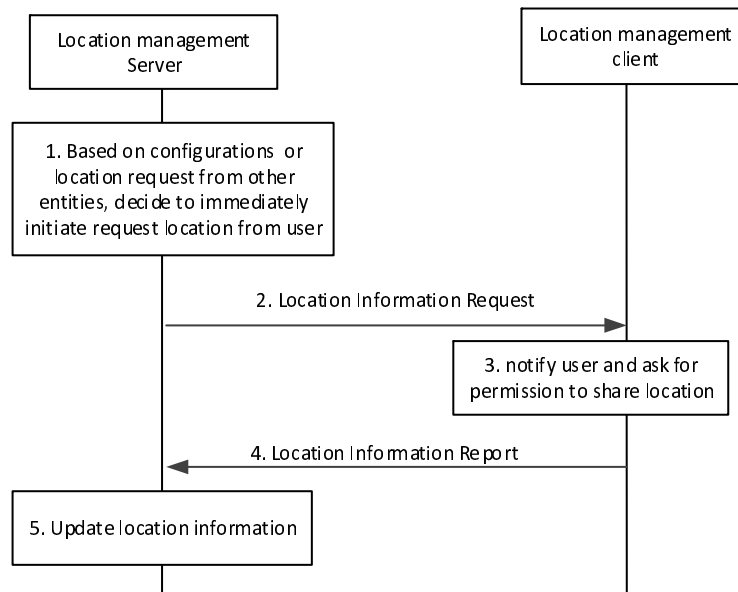 Location management
Server
Location management
client
1. Based on configurations or
location request from other
entities, decide to immediately
initiate request location from user
2. Location Information Request
3. notify user and ask for
permission to share location
4. Location Information Report
5. Update location information